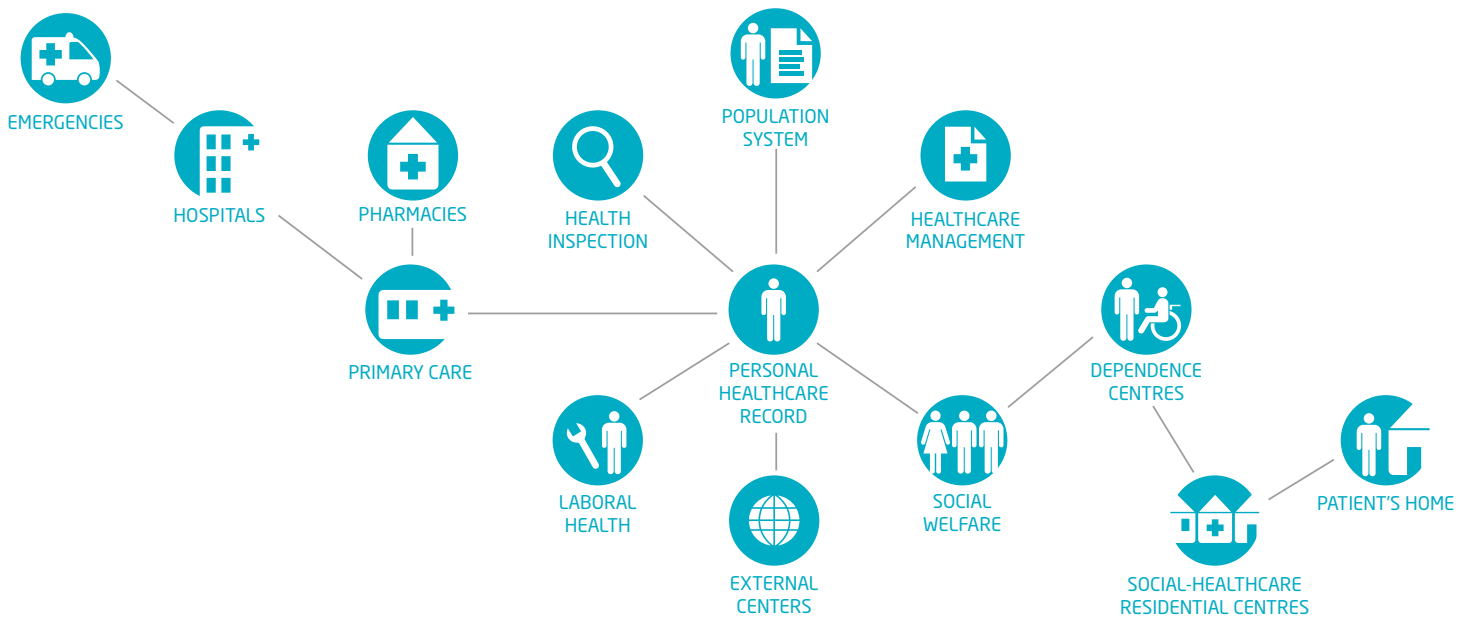 EMERGENCIES
HOSPITALS
PHARMACIES
HEALTH
INSPECTION
POPULATION
SYSTEM
HEALTHCARE
MANAGEMENT
PRIMARY CARE
PERSONAL
HEALTHCARE
RECORD
DEPENDENCE
CENTRES
LABORAL
HEALTH
EXTERNAL
CENTERS
SOCIAL
WELFARE
SOCIAL-HEALTHCARE
RESIDENTIAL CENTRES
PATIENT'S HOME